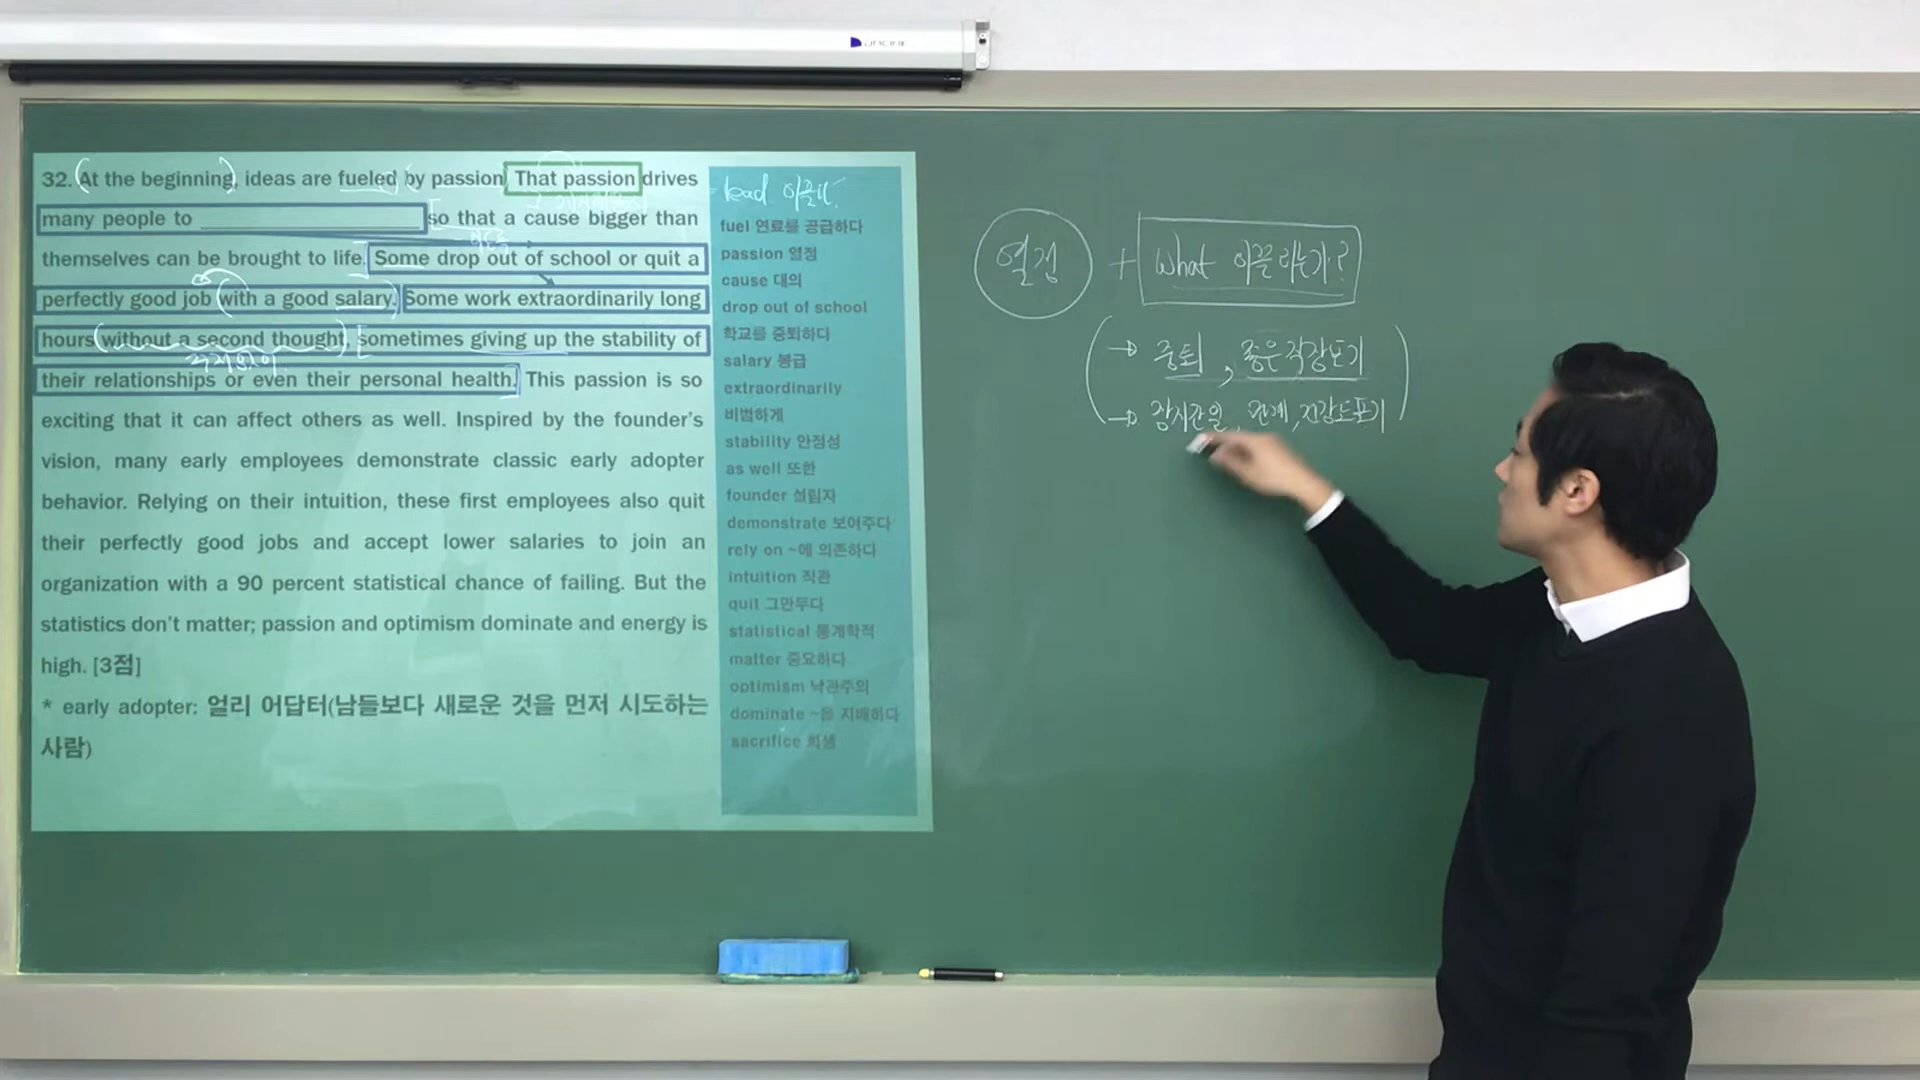 32. At the beginning, ideas are fueled by passion. That passion drives
many people to ____________________ so that a cause bigger than
themselves can be brought to life. Some drop out of school or quit a
perfectly good job with a good salary. Some work extraordinarily long
hours without a second thought, sometimes giving up the stability of
their relationships or even their personal health. This passion is so
exciting that it can affect others as well. Inspired by the founder's
vision, many early employees demonstrate classic early adopter
behavior. Relying on their intuition, these first employees also quit
their perfectly good jobs and accept lower salaries to join an
organization with a 90 percent statistical chance of failing. But the
statistics don't matter; passion and optimism dominate and energy is
high. [3점]
* early adopter: 얼리 어답터(남들보다 새로운 것을 먼저 시도하는
사람)
= lead 이끌다
fuel 연료를 공급하다
passion 열정
cause 대의
drop out of school
학교를 중퇴하다
salary 봉급
extraordinarily
비범하게
stability 안정성
as well 또한
founder 설립자
demonstrate 보여주다
rely on ~에 의존하다
intuition 직관
quit 그만두다
statistical 통계학적
matter 중요하다
optimism 낙관주의
dominate ~을 지배하다
sacrifice 희생
열정 + What 이끌리는가?
→ 중퇴, 좋은 직장포기
→ 장시간일, 관계, 건강도포기